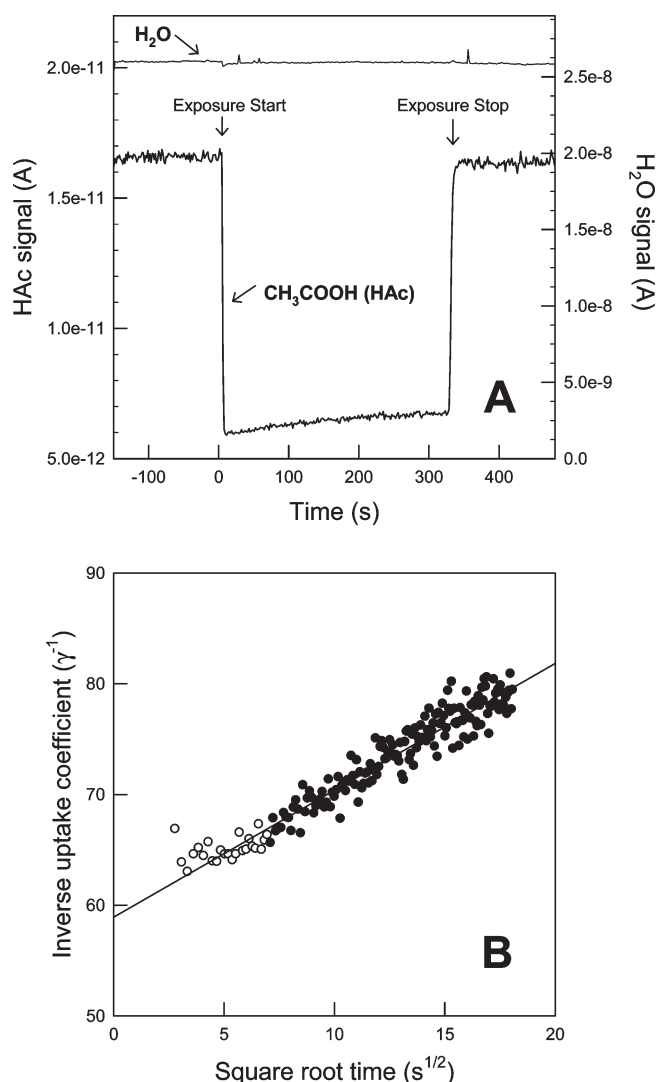 H2O
2.0e-11
2.5e-8
Exposure Start
Exposure Stop
2.0e-8
1.5e-11
1.5e-8
HAc signal (A)
H2O signal (A)
CH3COOH (HAc)
1.0e-11
1.0e-8
5.0e-9
A
5.0e-12
0.0
-100 0 100 200 300 400
Time (s)
90
80
70
60
50
Inverse uptake coefficient (γ-1)
B
0 5 10 15 20
Square root time (s1/2)